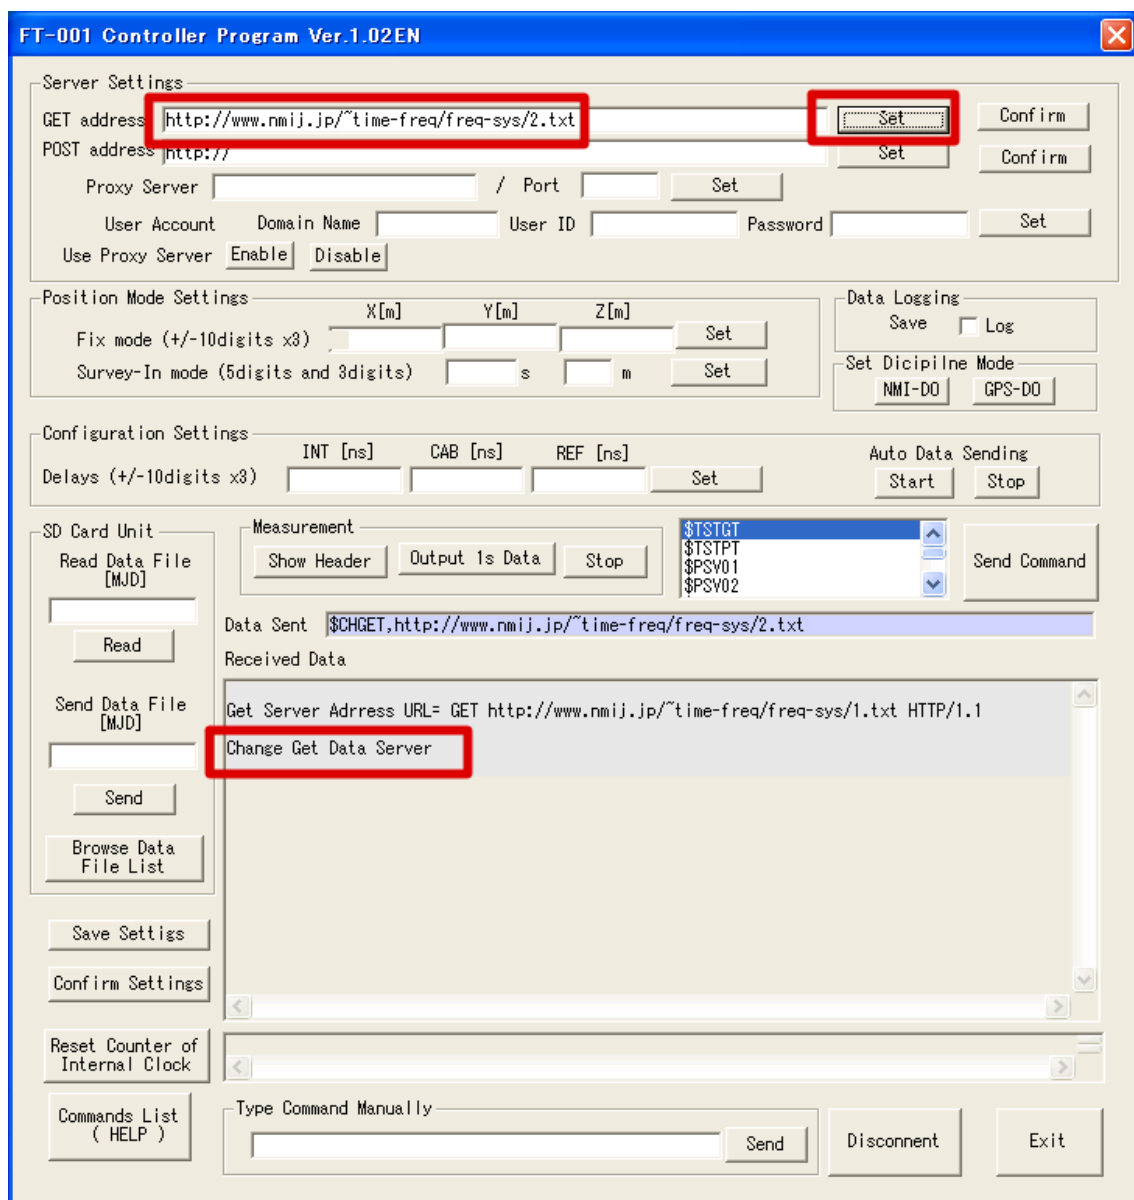 FT-001 Controller Program Ver.1.02EN
Server Settings
GET address http://www.nmij.jp/~time-freq/freq-sys/2.txt Set Confirm
POST address http:// Set Confirm
Proxy Server / Port Set
User Account Domain Name User ID Password Set
Use Proxy Server Enable Disable
Position Mode Settings
X[m] Y[m] Z[m]
Fix mode (+/-10digits x3) Set
Survey-In mode (5digits and 3digits) s m Set
Data Logging
Save Log
Set Dicipilne Mode
NMI-DO GPS-DO
Configuration Settings
INT [ns] CAB [ns] REF [ns]
Delays (+/-10digits x3) Set
Auto Data Sending
Start Stop
SD Card Unit
Read Data File
[MJD]
Read
Send Data File
[MJD]
Send
Browse Data
File List
Measurement
Show Header Output 1s Data Stop
$TSTGT
$TSTPT
$PSV01
$PSV02
Send Command
Data Sent $CHGET,http://www.nmij.jp/~time-freq/freq-sys/2.txt
Received Data
Get Server Adrress URL= GET http://www.nmij.jp/~time-freq/freq-sys/1.txt HTTP/1.1
Change Get Data Server
Save Settigs
Confirm Settings
Reset Counter of
Internal Clock
Commands List
( HELP )
Type Command Manually
Send
Disconnent
Exit